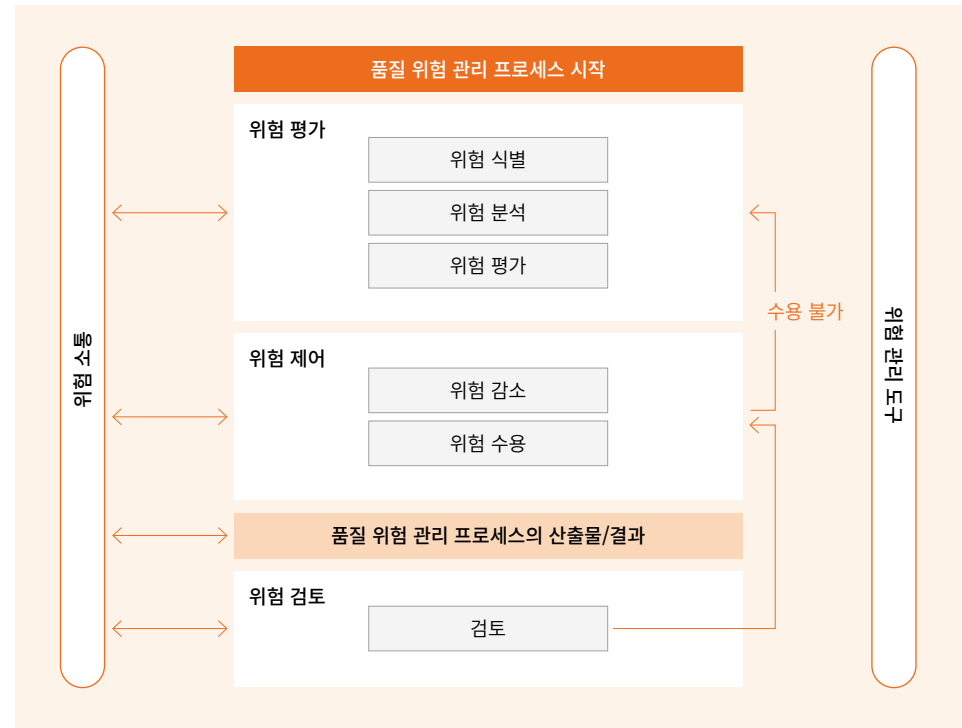 품질 위험 관리 프로세스 시작
위험 소통
위험 평가
위험 식별
위험 분석
위험 평가
수용 불가
위험 관리 도구
위험 제어
위험 감소
위험 수용
품질 위험 관리 프로세스의 산출물/결과
위험 검토
검토